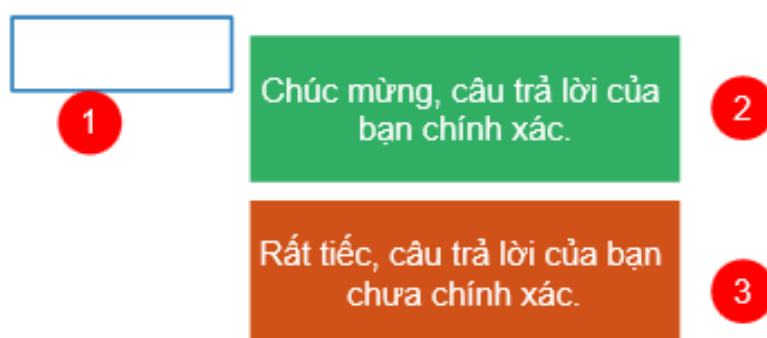 1
Chúc mừng, câu trả lời của
bạn chính xác.
2
Rất tiếc, câu trả lời của bạn
chưa chính xác.
3